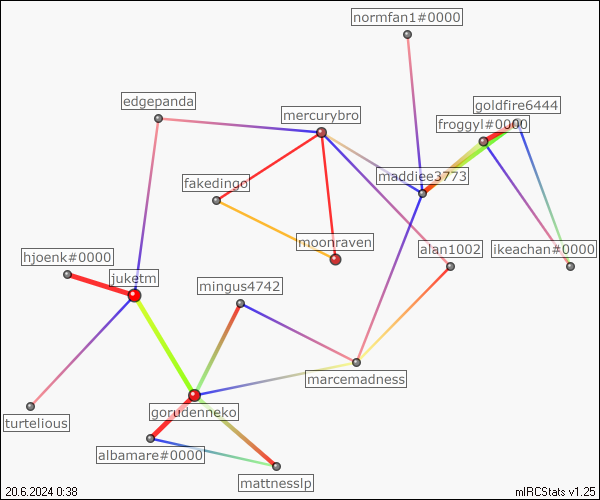 normfan1#0000
edgepanda
goldfire6444
mercurybro
froggyl#0000
maddiee3773
fakedingo
moonraven
alan1002
ikeachan#0000
hjoenk#0000
juketm
mingus4742
marcemadness
gorudenneko
turtelious
albamare#0000
mattnesslp
20.6.2024 0:38
mIRCStats v1.25